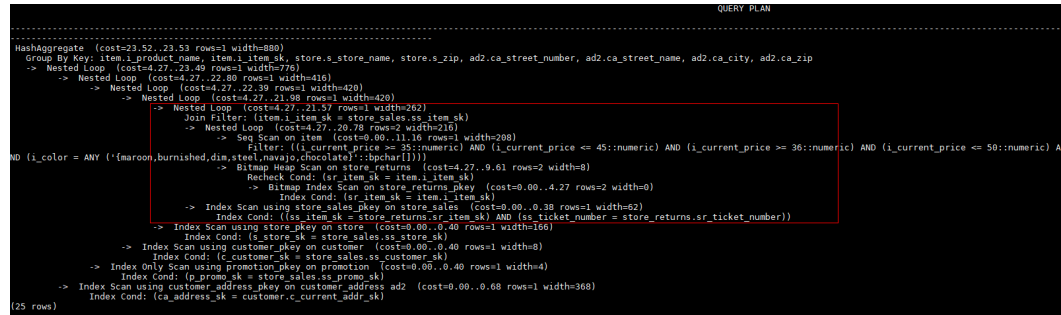 QUERY PLAN
--------------------------------------------------------------------------------------------------------------------------------------------------------------------------------
----------------------------------------------------------------------
HashAggregate  (cost=23.52..23.53 rows=1 width=880)
Group By Key: item.i_product_name, item.i_item_sk, store.s_store_name, store.s_zip, ad2.ca_street_number, ad2.ca_street_name, ad2.ca_city, ad2.ca_zip
->  Nested Loop  (cost=4.27..23.49 rows=1 width=776)
->  Nested Loop  (cost=4.27..22.80 rows=1 width=416)
->  Nested Loop  (cost=4.27..22.39 rows=1 width=420)
->  Nested Loop  (cost=4.27..21.98 rows=1 width=420)
->  Nested Loop  (cost=4.27..21.57 rows=1 width=262)
Join Filter: (item.i_item_sk = store_sales.ss_item_sk)
->  Nested Loop  (cost=4.27..20.78 rows=2 width=216)
->  Seq Scan on item  (cost=0.00..11.16 rows=1 width=208)
Filter: ((i_current_price >= 35::numeric) AND (i_current_price <= 45::numeric) AND (i_current_price >= 36::numeric) AND (i_current_price <= 50::numeric) A
ND (i_color = ANY ('{maroon,burnished,dim,steel,navajo,chocolate}'::bpchar[])))
->  Bitmap Heap Scan on store_returns  (cost=4.27..9.61 rows=2 width=8)
Recheck Cond: (sr_item_sk = item.i_item_sk)
->  Bitmap Index Scan on store_returns_pkey  (cost=0.00..4.27 rows=2 width=0)
Index Cond: (sr_item_sk = item.i_item_sk)
->  Index Scan using store_sales_pkey on store_sales  (cost=0.00..0.38 rows=1 width=62)
Index Cond: ((ss_item_sk = store_returns.sr_item_sk) AND (ss_ticket_number = store_returns.sr_ticket_number))
->  Index Scan using store_pkey on store  (cost=0.00..0.40 rows=1 width=166)
Index Cond: (s_store_sk = store_sales.ss_store_sk)
->  Index Scan using customer_pkey on customer  (cost=0.00..0.40 rows=1 width=8)
Index Cond: (c_customer_sk = store_sales.ss_customer_sk)
->  Index Only Scan using promotion_pkey on promotion  (cost=0.00..0.40 rows=1 width=4)
Index Cond: (p_promo_sk = store_sales.ss_promo_sk)
->  Index Scan using customer_address_pkey on customer_address ad2  (cost=0.00..0.68 rows=1 width=368)
Index Cond: (ca_address_sk = customer.c_current_addr_sk)
(25 rows)